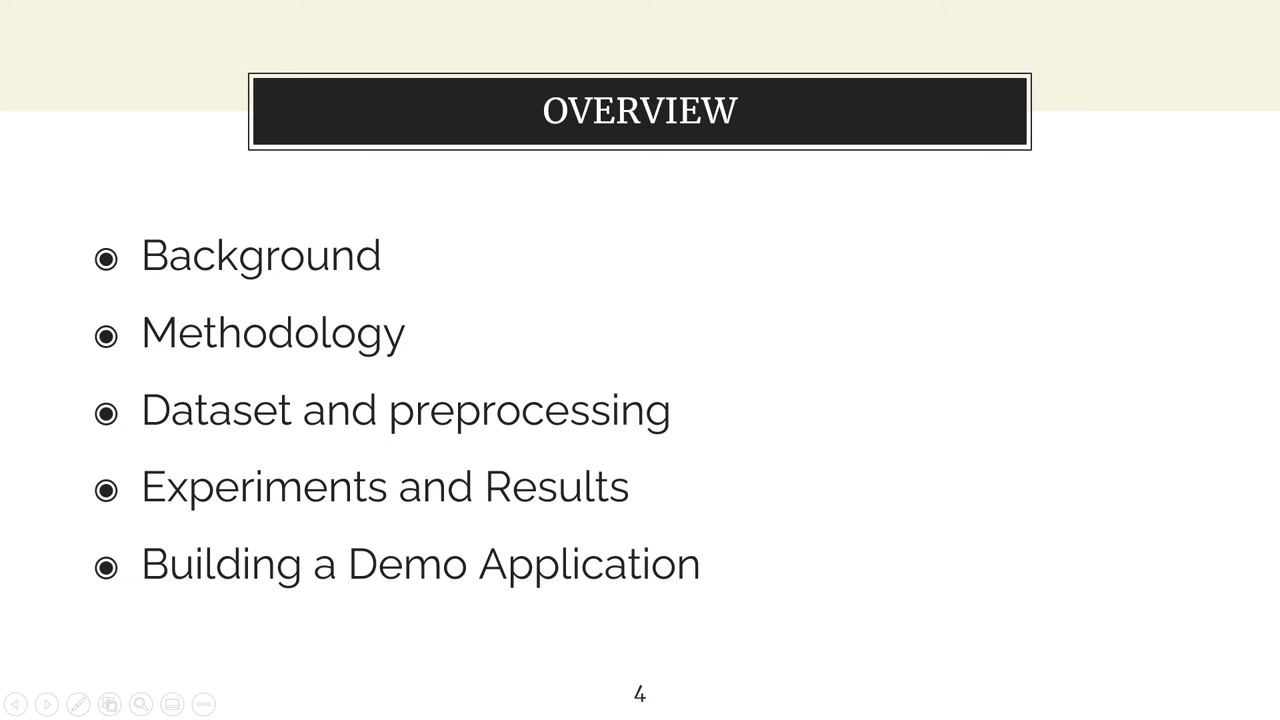 OVERVIEW
Background
Methodology
Dataset and preprocessing
Experiments and Results
Building a Demo Application
4